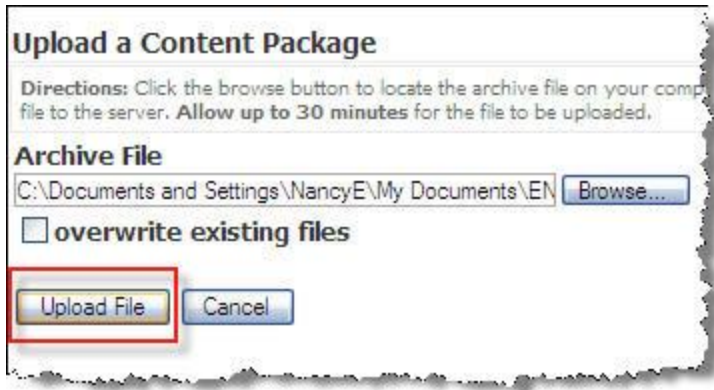 Upload a Content Package
Directions: Click the browse button to locate the archive file on your comp
file to the server. Allow up to 30 minutes for the file to be uploaded.
Archive File
C:\Documents and Settings\NancyE\My Documents\EN Browse...
overwrite existing files
Upload File Cancel